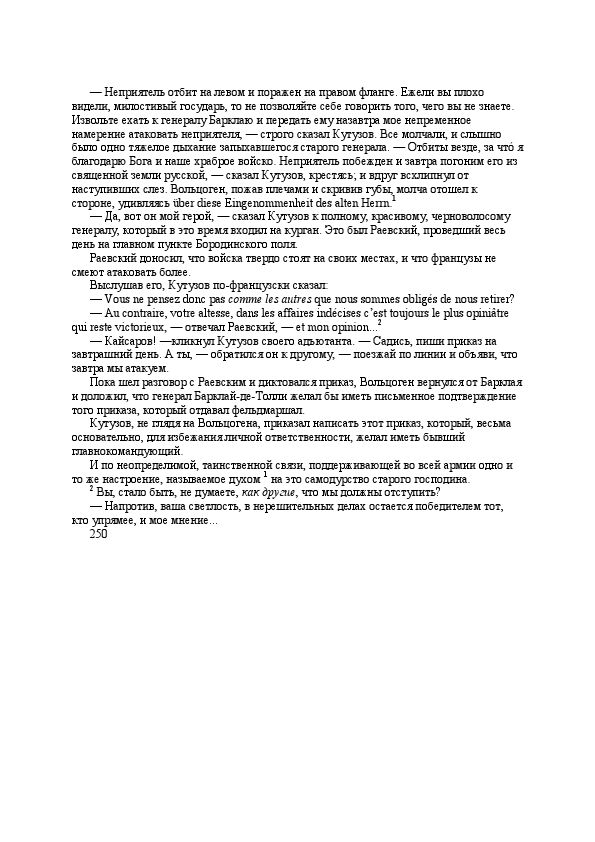 — Неприятель отбит на левом и поражен на правом фланге. Ежели вы плохо
видели, милостивый государь, то не позволяйте себе говорить того, чего вы не знаете.
Извольте ехать к генералу Барклаю и передать ему назавтра мое непременное
намерение атаковать неприятеля, — строго сказал Кутузов. Все молчали, и слышно
было одно тяжелое дыхание запыхавшегося старого генерала. — Отбиты везде, за что́ я
благодарю Бога и наше храброе войско. Неприятель побежден и завтра погоним его из
священной земли русской, — сказал Кутузов, крестясь; и вдруг всхлипнул от
наступивших слез. Вольцоген, пожав плечами и скривив губы, молча отошел к
стороне, удивляясь über diese Eingenommenheit des alten Herrn.1
— Да, вот он мой герой, — сказал Кутузов к полному, красивому, черноволосому
генералу, который в это время входил на курган. Это был Раевский, проведший весь
день на главном пункте Бородинского поля.
Раевский доносил, что войска твердо стоят на своих местах, и что французы не
смеют атаковать более.
Выслушав его, Кутузов по-французски сказал:
— Vous ne pensez donc pas comme les autres que nous sommes obligés de nous retirer?
— Au contraire, votre altesse, dans les affaires indécises c’est toujours le plus opiniâtre
qui reste victorieux, — отвечал Раевский, — et mon opinion...2
— Кайсаров! —кликнул Кутузов своего адъютанта. — Садись, пиши приказ на
завтрашний день. А ты, — обратился он к другому, — поезжай по линии и объяви, что
завтра мы атакуем.
Пока шел разговор с Раевским и диктовался приказ, Вольцоген вернулся от Барклая
и доложил, что генерал Барклай-де-Толли желал бы иметь письменное подтверждение
того приказа, который отдавал фельдмаршал.
Кутузов, не глядя на Вольцогена, приказал написать этот приказ, который, весьма
основательно, для избежания личной ответственности, желал иметь бывший
главнокомандующий.
И по неопределимой, таинственной связи, поддерживающей во всей армии одно и
то же настроение, называемое духом 1 на это самодурство старого господина.
2 Вы, стало быть, не думаете, как другие, что мы должны отступить?
— Напротив, ваша светлость, в нерешительных делах остается победителем тот,
кто упрямее, и мое мнение...
250